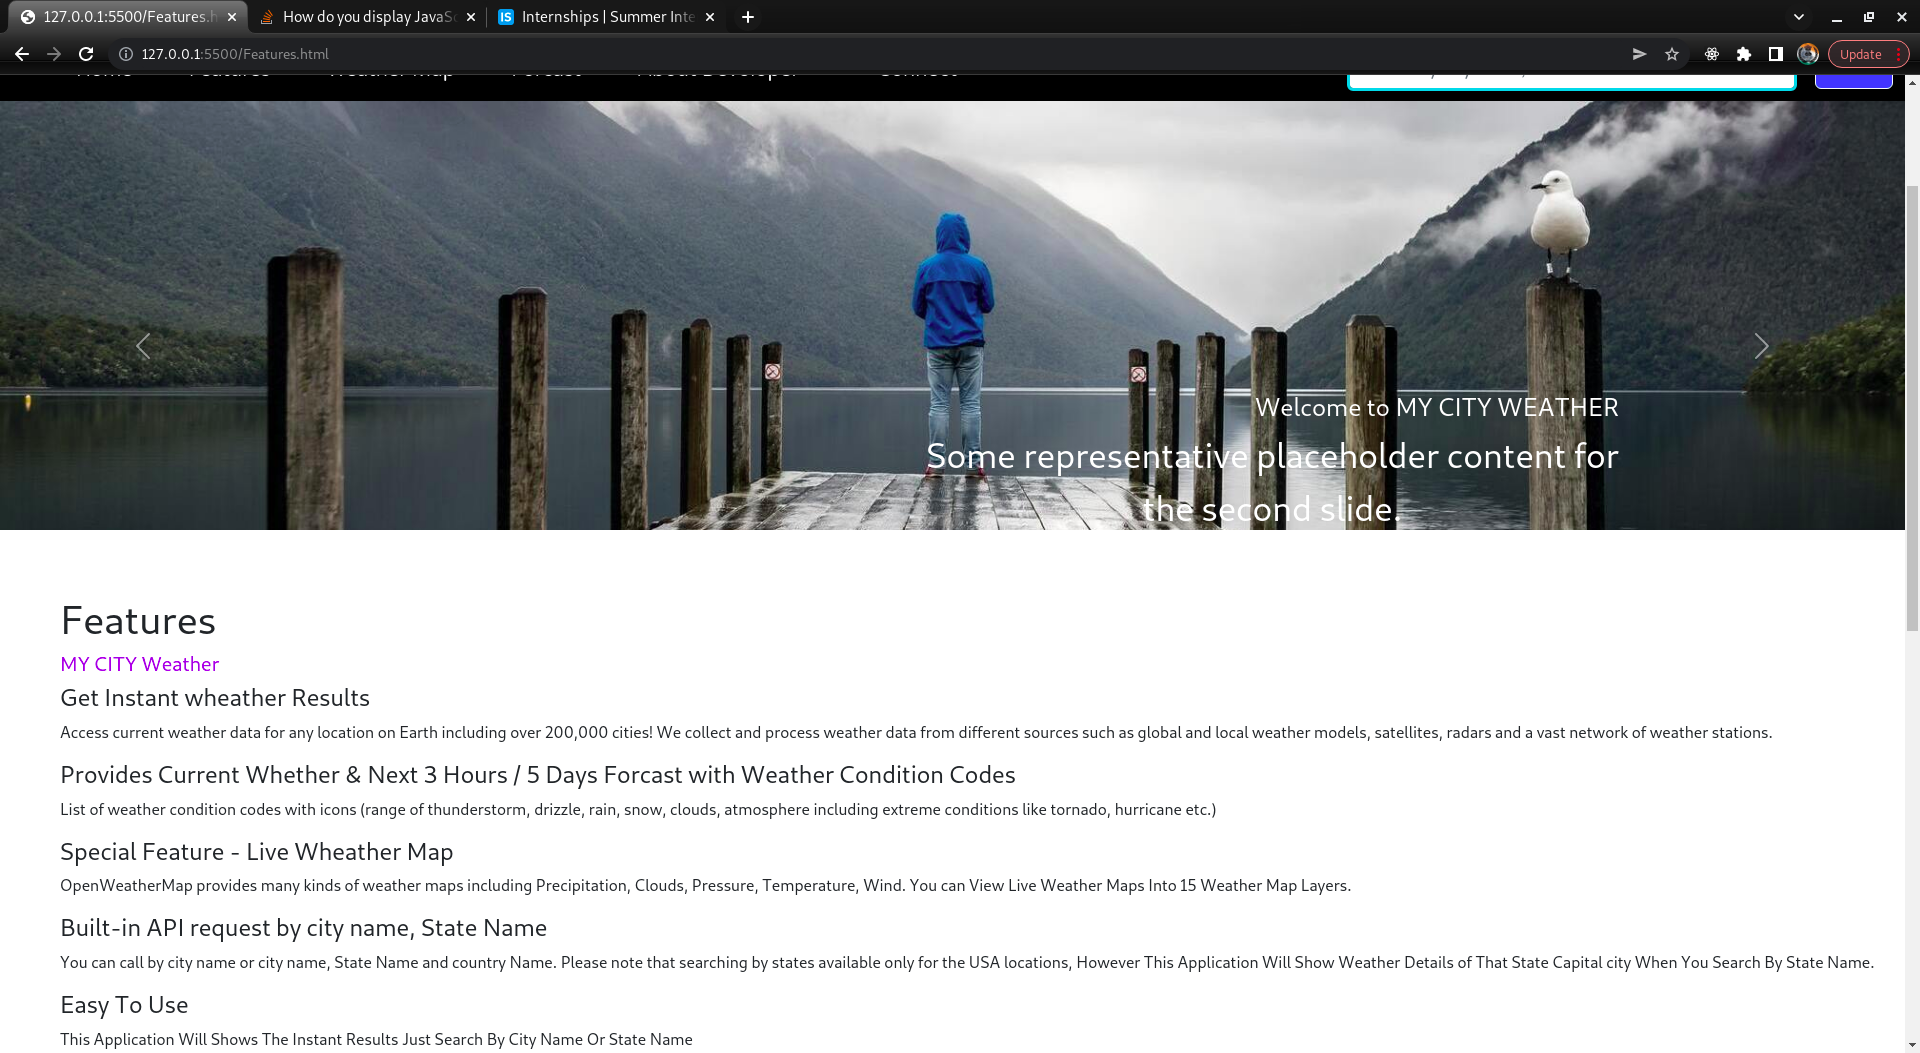 127.0.0.1:5500/Features.h
How do you display JavaSc
Internships | Summer Inte
127.0.0.1:5500/Features.html
Update
Home Features Weather Map Forcast About Developer Connect
Welcome to MY CITY WEATHER
Some representative placeholder content for
the second slide.
Features
MY CITY Weather
Get Instant wheather Results
Access current weather data for any location on Earth including over 200,000 cities! We collect and process weather data from different sources such as global and local weather models, satellites, radars and a vast network of weather stations.
Provides Current Whether & Next 3 Hours / 5 Days Forcast with Weather Condition Codes
List of weather condition codes with icons (range of thunderstorm, drizzle, rain, snow, clouds, atmosphere including extreme conditions like tornado, hurricane etc.)
Special Feature - Live Wheather Map
OpenWeatherMap provides many kinds of weather maps including Precipitation, Clouds, Pressure, Temperature, Wind. You can View Live Weather Maps Into 15 Weather Map Layers.
Built-in API request by city name, State Name
You can call by city name or city name, State Name and country Name. Please note that searching by states available only for the USA locations, However This Application Will Show Weather Details of That State Capital city When You Search By State Name.
Easy To Use
This Application Will Shows The Instant Results Just Search By City Name Or State Name